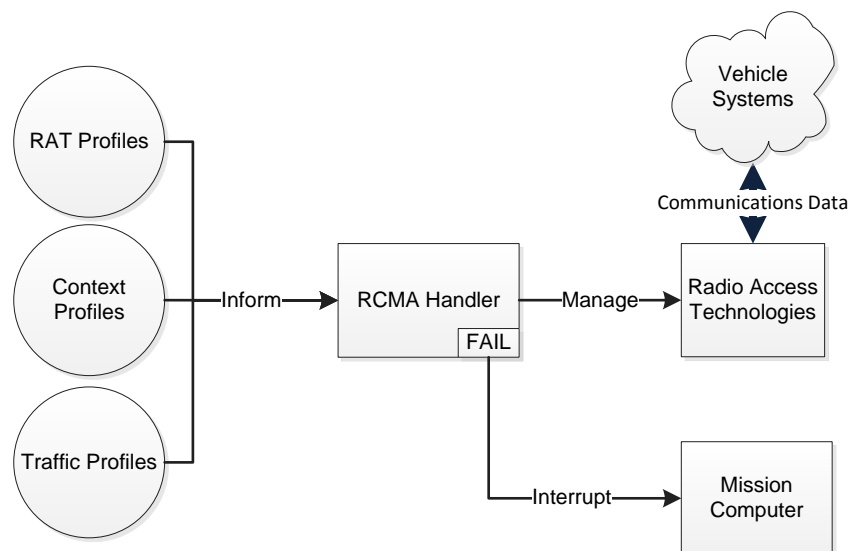 Vehicle
Systems
RAT Profiles
Communications Data
Context
Profiles
Inform
RCMA Handler
FAIL
Manage
Radio Access
Technologies
Traffic Profiles
Interrupt
Mission
Computer